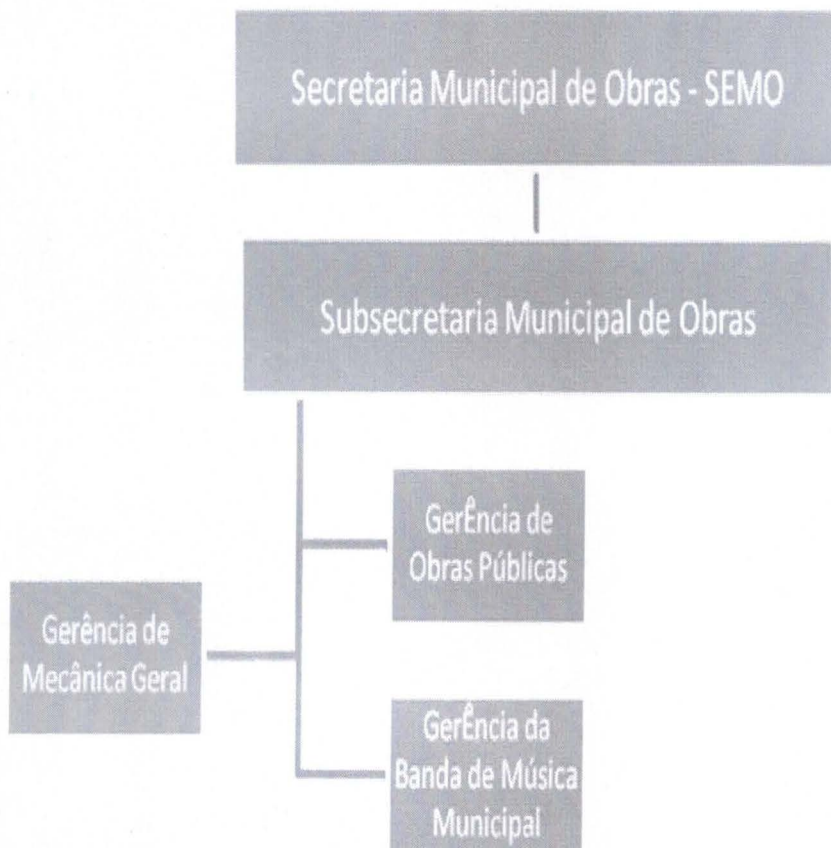 Secretaria Municipal de Obras - SEMO
Subsecretaria Municipal de Obras
GerÊncia de
Obras Públicas
Gerência de
Mecânica Geral
GerÊncia da
Banda de Música
Municipal